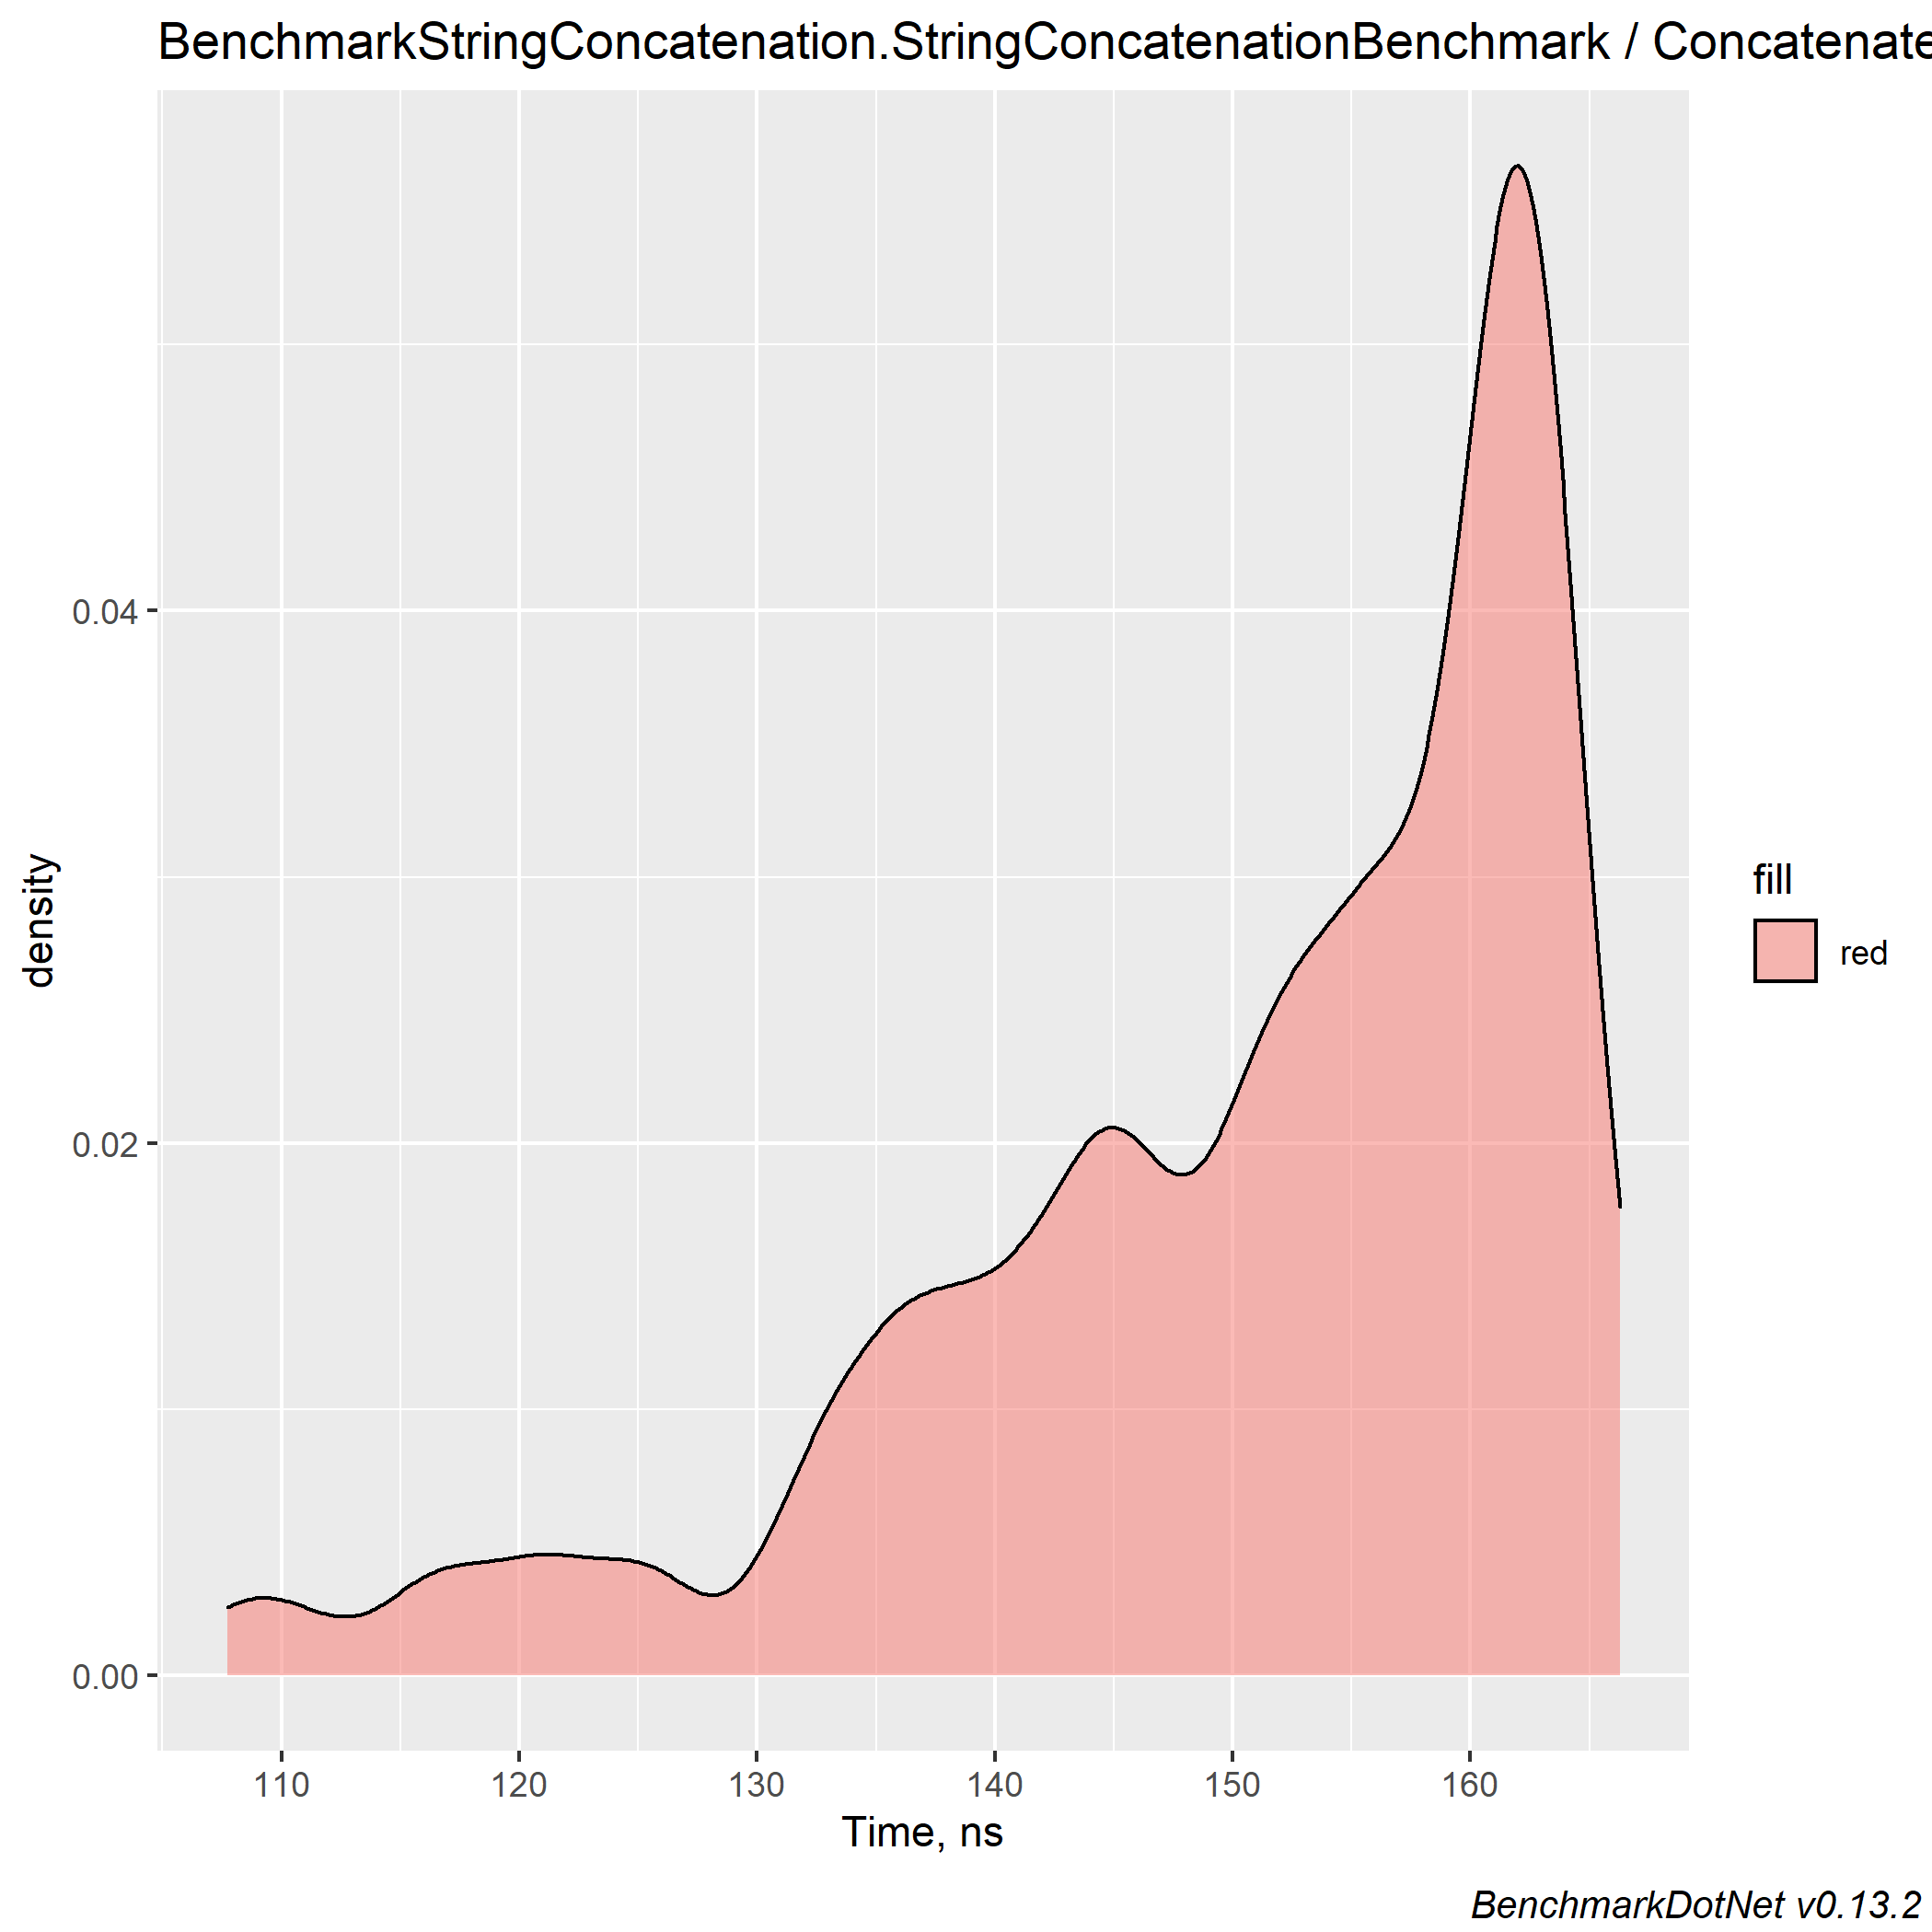 BenchmarkStringConcatenation.StringConcatenationBenchmark / Concatenate
0.04
0.02
0.00
density
110 120 130 140 150 160
Time, ns
fill
red
BenchmarkDotNet v0.13.2